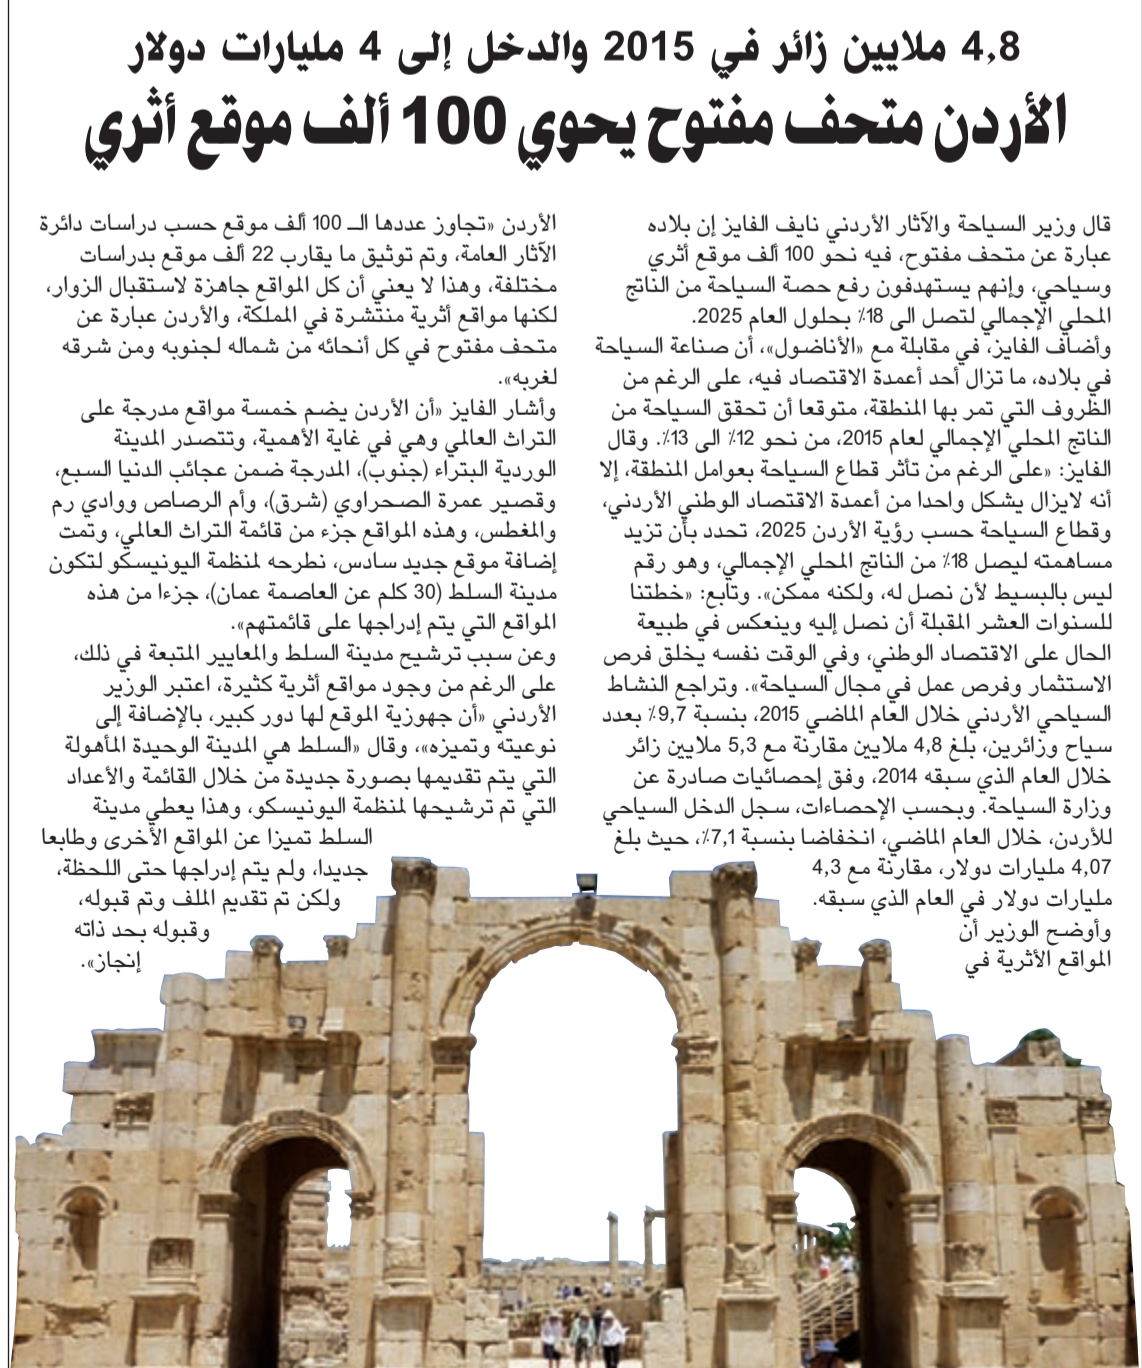 4٫8 ملايين زائر في 2015 والدخل إلى 4 مليارات دولار
الأردن متحف مفتوح يحوي 100 ألف موقع أثري
قال وزير السياحة والآثار الأردني نايف الفايز إن بلاده
عبارة عن متحف مفتوح، فيه نحو 100 ألف موقع أثري
وسياحي، وإنهم يستهدفون رفع حصة السياحة من الناتج
المحلي الإجمالي لتصل الى 18٪ بحلول العام 2025.
وأضاف الفايز، في مقابلة مع «الأناضول»، أن صناعة السياحة
في بلاده، ما تزال أحد أعمدة الاقتصاد فيه، على الرغم من
الظروف التي تمر بها المنطقة، متوقعا أن تحقق السياحة من
الناتج المحلي الإجمالي لعام 2015، من نحو 12٪ الى 13٪. وقال
الفايز: «على الرغم من تأثر قطاع السياحة بعوامل المنطقة، إلا
أنه لايزال يشكل واحدا من أعمدة الاقتصاد الوطني الأردني،
وقطاع السياحة حسب رؤية الأردن 2025، تحدد بأن تزيد
مساهمته ليصل 18٪ من الناتج المحلي الإجمالي، وهو رقم
ليس بالبسيط لأن نصل له، ولكنه ممكن». وتابع: «خطتنا
للسنوات العشر المقبلة أن نصل إليه وينعكس في طبيعة
الحال على الاقتصاد الوطني، وفي الوقت نفسه يخلق فرص
الاستثمار وفرص عمل في مجال السياحة». وتراجع النشاط
السياحي الأردني خلال العام الماضي 2015، بنسبة 9٫7٪ بعدد
سياح وزائرين، بلغ 4٫8 ملايين مقارنة مع 5٫3 ملايين زائر
خلال العام الذي سبقه 2014، وفق إحصائيات صادرة عن
وزارة السياحة. وبحسب الإحصاءات، سجل الدخل السياحي
للأردن، خلال العام الماضي، انخفاضا بنسبة 7٫1٪، حيث بلغ
4٫07 مليارات دولار، مقارنة مع 4٫3
مليارات دولار في العام الذي سبقه.
وأوضح الوزير أن
المواقع الأثرية في
الأردن «تجاوز عددها الــ 100 ألف موقع حسب دراسات دائرة
الآثار العامة، وتم توثيق ما يقارب 22 ألف موقع بدراسات
مختلفة، وهذا لا يعني أن كل المواقع جاهزة لاستقبال الزوار،
لكنها مواقع أثرية منتشرة في المملكة، والأردن عبارة عن
متحف مفتوح في كل أنحائه من شماله لجنوبه ومن شرقه
لغربه».
وأشار الفايز «أن الأردن يضم خمسة مواقع مدرجة على
التراث العالمي وهي في غاية الأهمية، وتتصدر المدينة
الوردية البتراء (جنوب)، المدرجة ضمن عجائب الدنيا السبع،
وقصير عمرة الصحراوي (شرق)، وأم الرصاص ووادي رم
والمغطس، وهذه المواقع جزء من قائمة التراث العالمي، وتمت
إضافة موقع جديد سادس، نطرحه لمنظمة اليونيسكو لتكون
مدينة السلط (30 كلم عن العاصمة عمان)، جزءا من هذه
المواقع التي يتم إدراجها على قائمتهم».
وعن سبب ترشيح مدينة السلط والمعايير المتبعة في ذلك،
على الرغم من وجود مواقع أثرية كثيرة، اعتبر الوزير
الأردني «أن جهوزية الموقع لها دور كبير، بالإضافة إلى
نوعيته وتميزه»، وقال «السلط هي المدينة الوحيدة المأهولة
التي يتم تقديمها بصورة جديدة من خلال القائمة والأعداد
التي تم ترشيحها لمنظمة اليونيسكو، وهذا يعطي مدينة
السلط تميزا عن المواقع الأخرى وطابعا
جديدا، ولم يتم إدراجها حتى اللحظة،
ولكن تم تقديم الملف وتم قبوله،
وقبوله بحد ذاته
إنجاز».